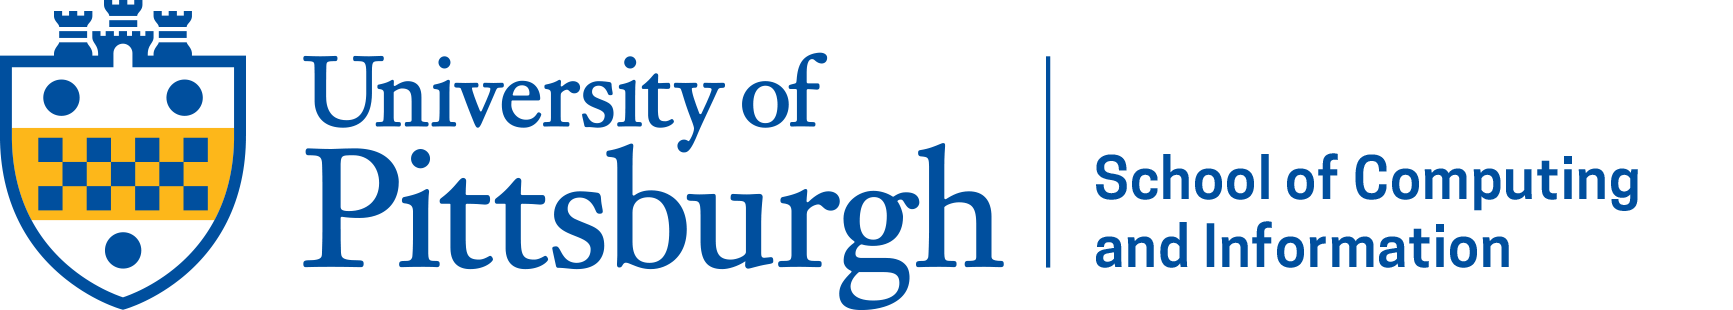 University of
Pittsburgh
School of Computing
and Information